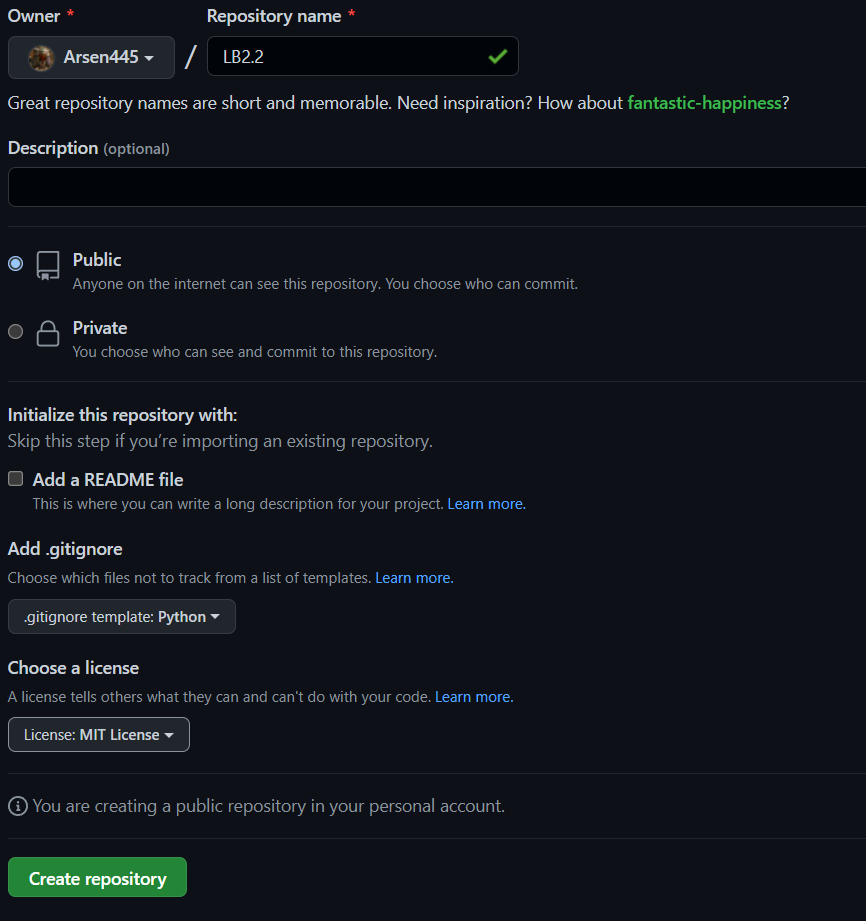 Owner * Repository name *
Arsen445 / LB2.2
Great repository names are short and memorable. Need inspiration? How about fantastic-happiness?
Description (optional)
Public
Anyone on the internet can see this repository. You choose who can commit.
Private
You choose who can see and commit to this repository.
Initialize this repository with:
Skip this step if you’re importing an existing repository.
Add a README file
This is where you can write a long description for your project. Learn more.
Add .gitignore
Choose which files not to track from a list of templates. Learn more.
.gitignore template: Python
Choose a license
A license tells others what they can and can't do with your code. Learn more.
License: MIT License
You are creating a public repository in your personal account.
Create repository